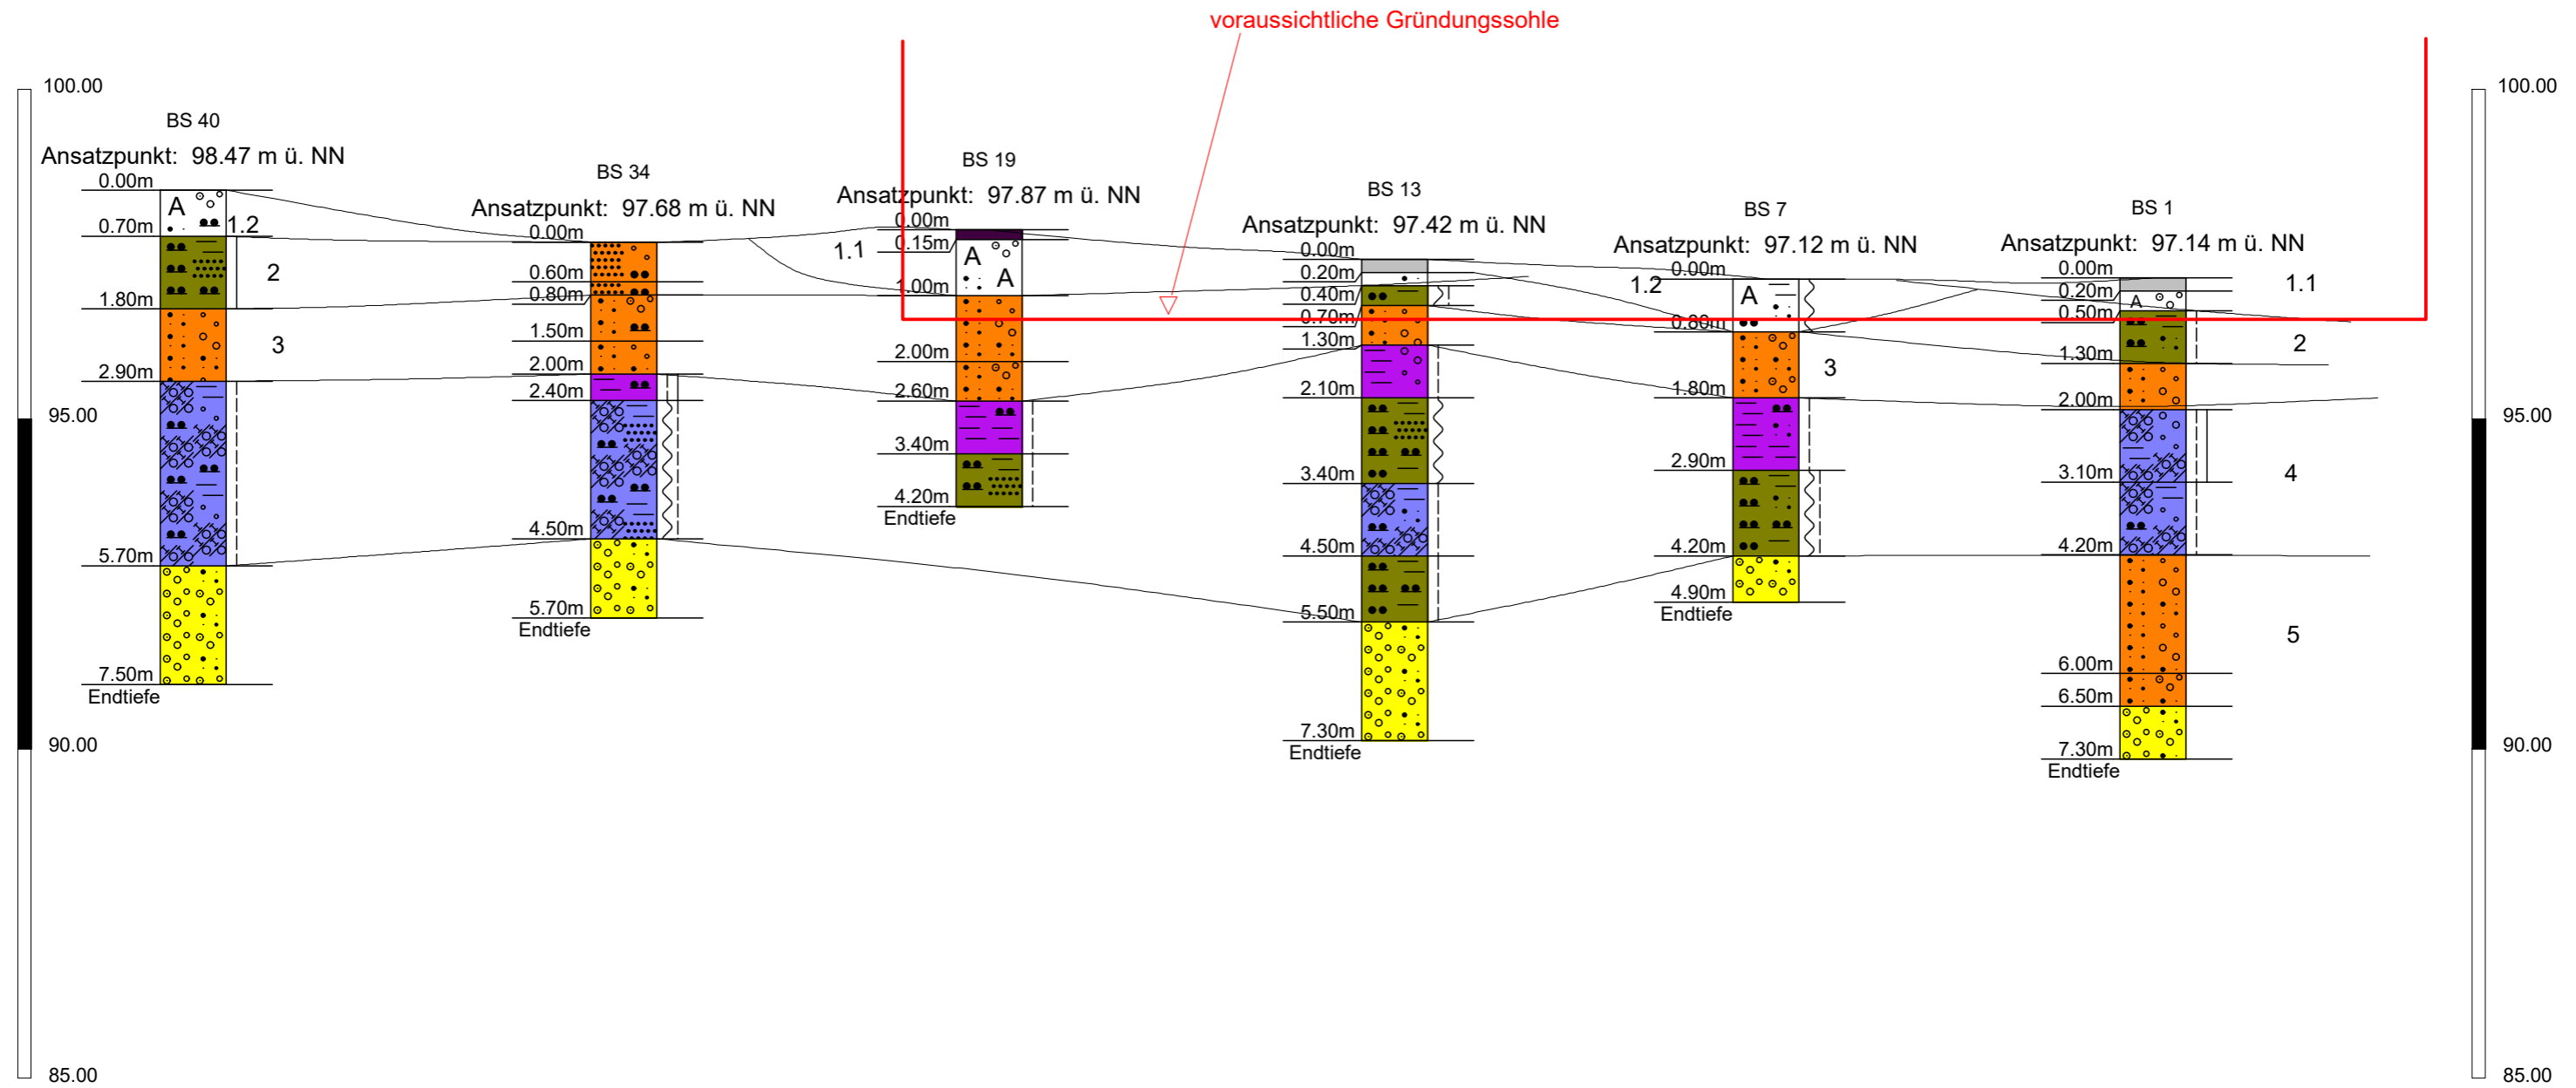 voraussichtliche Gründungssohle
100.00
95.00
90.00
85.00
BS 40
Ansatzpunkt: 98.47 m ü. NN
0.00m
A
1.2
0.70m
2
1.80m
3
2.90m
5.70m
7.50m
Endtiefe
BS 34
Ansatzpunkt: 97.68 m ü. NN
0.00m
0.60m
0.80m
1.50m
2.00m
2.40m
4.50m
5.70m
Endtiefe
BS 19
Ansatzpunkt: 97.87 m ü. NN
0.00m
1.1
0.15m
A
A
1.00m
2.00m
2.60m
3.40m
4.20m
Endtiefe
BS 13
Ansatzpunkt: 97.42 m ü. NN
0.00m
0.20m
0.40m
0.70m
1.30m
2.10m
3.40m
4.50m
5.50m
7.30m
Endtiefe
BS 7
Ansatzpunkt: 97.12 m ü. NN
0.00m
1.2
A
0.80m
3
1.80m
2.90m
4.20m
4.90m
Endtiefe
BS 1
Ansatzpunkt: 97.14 m ü. NN
0.00m
1.1
0.20m
A
0.50m
2
1.30m
2.00m
4
3.10m
4.20m
5
6.00m
6.50m
7.30m
Endtiefe
100.00
95.00
90.00
85.00